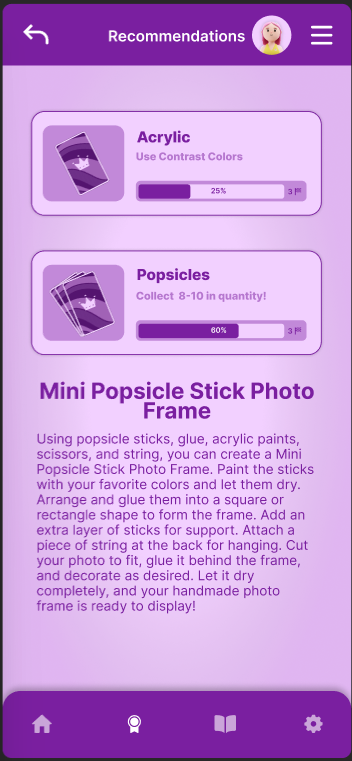 Recommendations
Acrylic
Use Contrast Colors
25%
3
Popsicles
Collect 8-10 in quantity!
60%
3
Mini Popsicle Stick Photo
Frame
Using popsicle sticks, glue, acrylic paints,
scissors, and string, you can create a Mini
Popsicle Stick Photo Frame. Paint the sticks
with your favorite colors and let them dry.
Arrange and glue them into a square or
rectangle shape to form the frame. Add an
extra layer of sticks for support. Attach a
piece of string at the back for hanging. Cut
your photo to fit, glue it behind the frame,
and decorate as desired. Let it dry
completely, and your handmade photo
frame is ready to display!